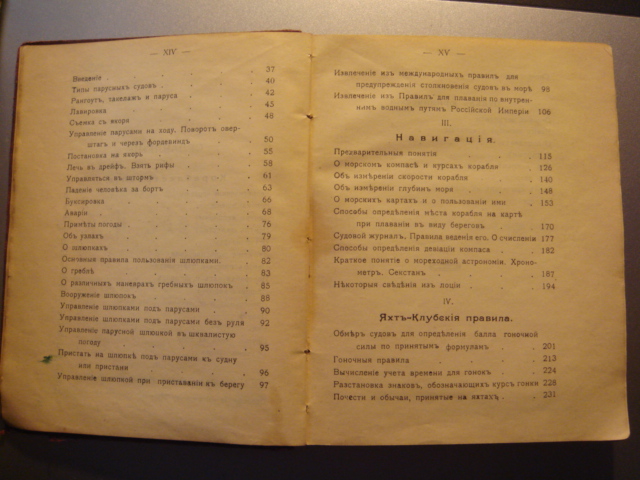 — XIV —
Введеніе 37
Типы парусныхъ судовъ 40
Рангоутъ, такелажъ и паруса 42
Лавировка 45
Съемка съ якоря 48
Управленіе парусами на ходу. Поворотъ овер-
штагъ и черезъ фордевиндъ 50
Постановка на якорь 55
Лечь въ дрейфъ. Взять рифы 58
Управляться въ штормъ 61
Паденіе человѣка за бортъ 63
Буксировка 66
Аваріи 68
Примѣты погоды 76
Объ узлахъ 79
О шлюпкахъ 80
Основныя правила пользованія шлюпками 82
О греблѣ 83
О различныхъ маневрахъ гребныхъ шлюпокъ 85
Вооруженіе шлюпокъ 88
Управленіе шлюпками подъ парусами 90
Управленіе шлюпками подъ парусами безъ руля 92
Управленіе парусной шлюпкой въ шквалистую
погоду 95
Пристать на шлюпкѣ подъ парусами къ судну
или пристани 96
Управленіе шлюпкой при приставаніи къ берегу 97
— XV —
Извлеченіе изъ международныхъ правилъ для
предупрежденія столкновенія судовъ въ морѣ 98
Извлеченіе изъ Правилъ для плаванія по внутрен-
нимъ воднымъ путямъ Россійской Имперіи 106
III.
Навигація.
Предварительныя понятія 115
О морскомъ компасѣ и курсахъ корабля 126
Объ измѣреніи скорости корабля 140
Объ измѣреніи глубинъ моря 148
О морскихъ картахъ и о пользованіи ими 153
Способы опредѣленія мѣста корабля на картѣ
при плаваніи въ виду береговъ 170
Судовой журналъ. Правила веденія его. О счисленіи 177
Способы опредѣленія девіаціи компаса 182
Краткое понятіе о мореходной астрономіи. Хроно-
метръ. Секстанъ 187
Нѣкоторыя свѣдѣнія изъ лоціи 194
IV.
Яхтъ-Клубскія правила.
Обмѣръ судовъ для опредѣленія балла гоночной
силы по принятымъ формуламъ 201
Гоночныя правила 213
Вычисленіе учета времени для гонокъ 224
Разстановка знаковъ, обозначающихъ курсъ гонки 228
Почести и обычаи, принятые на яхтахъ 231